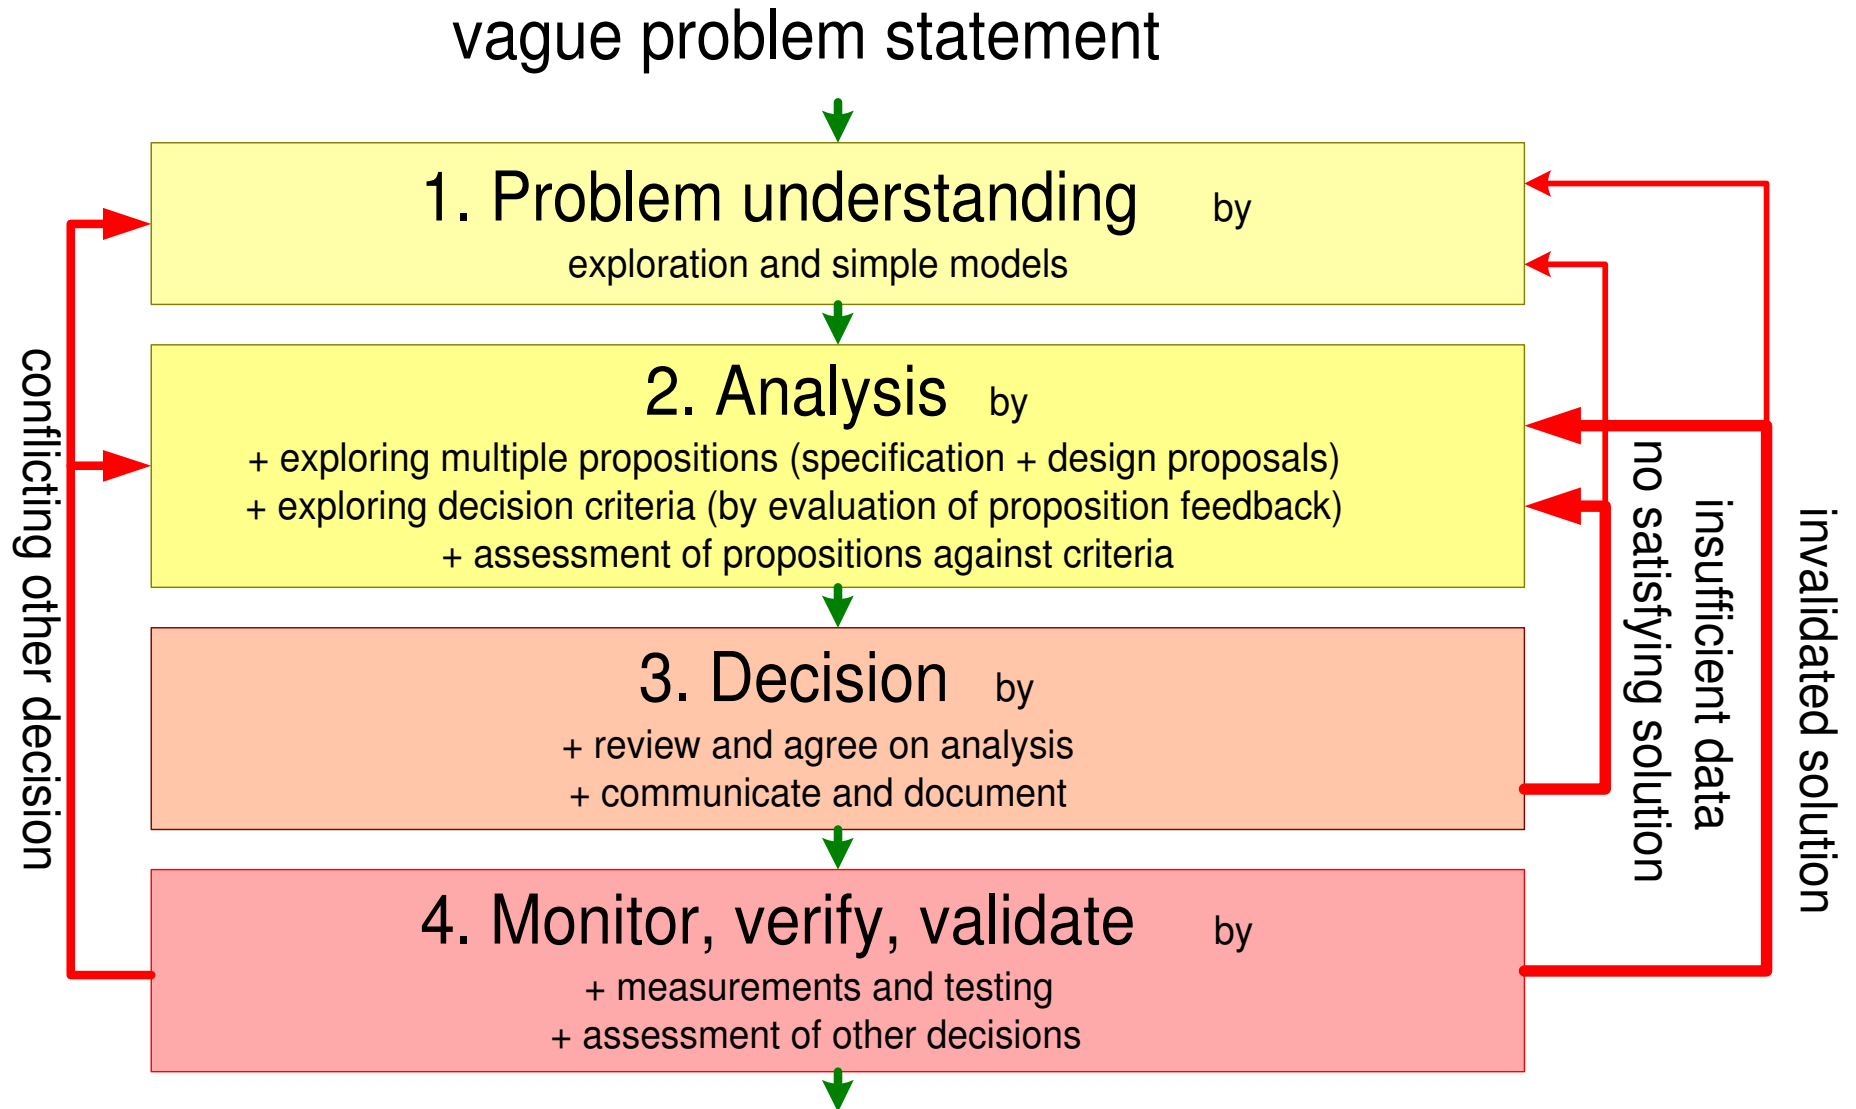 vague problem statement
1. Problem understanding by
exploration and simple models
2. Analysis by
+ exploring multiple propositions (specification + design proposals)
+ exploring decision criteria (by evaluation of proposition feedback)
+ assessment of propositions against criteria
3. Decision by
+ review and agree on analysis
+ communicate and document
4. Monitor, verify, validate by
+ measurements and testing
+ assessment of other decisions
conflicting other decision
insufficient data
no satisfying solution
invalidated solution